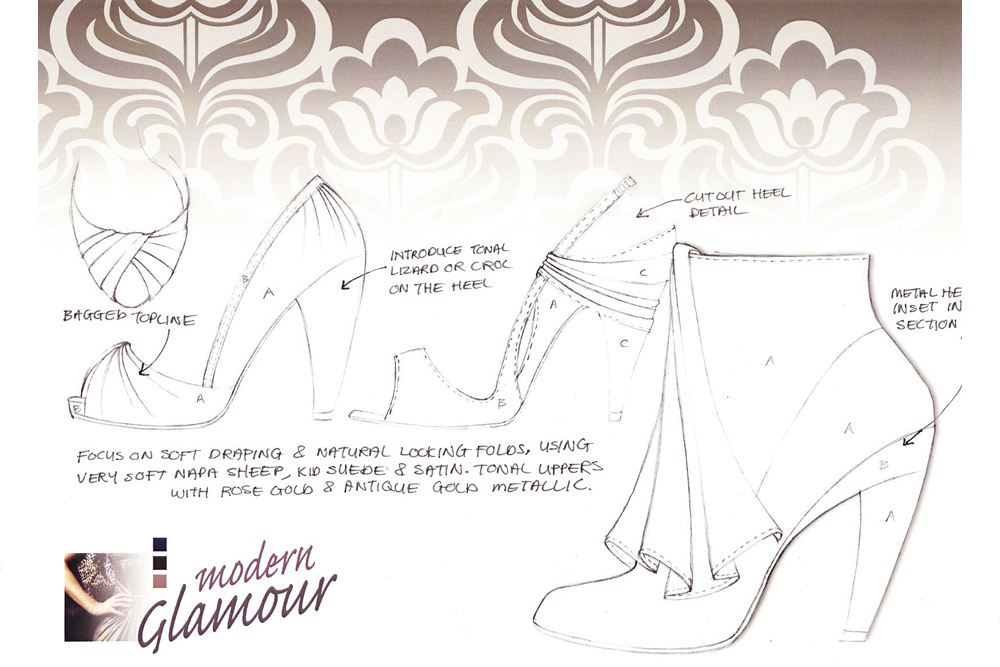 CUT OUT HEEL
DETAIL
INTRODUCE TONAL
LIZARD OR CROC
ON THE HEEL
METAL HE
INSET IN
SECTION
BAGGED TOPLINE
B
A
A
B
A
C
C
B
A
A
B
A
FOCUS ON SOFT DRAPING & NATURAL LOOKING FOLDS, USING
VERY SOFT NAPA SHEEP, KID SUEDE & SATIN. TONAL UPPERS
WITH ROSE GOLD & ANTIQUE GOLD METALLIC.
modern
Glamour